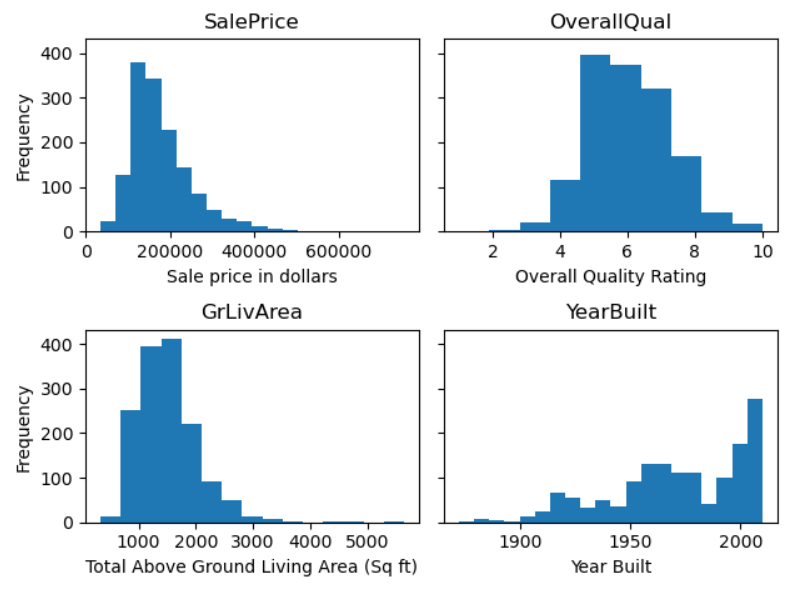 SalePrice
OverallQual
400
300
200
100
0
Frequency
0 200000 400000 600000
2 4 6 8 10
Sale price in dollars
Overall Quality Rating
GrLivArea
YearBuilt
400
300
200
100
0
Frequency
1000 2000 3000 4000 5000
1900 1950 2000
Total Above Ground Living Area (Sq ft)
Year Built